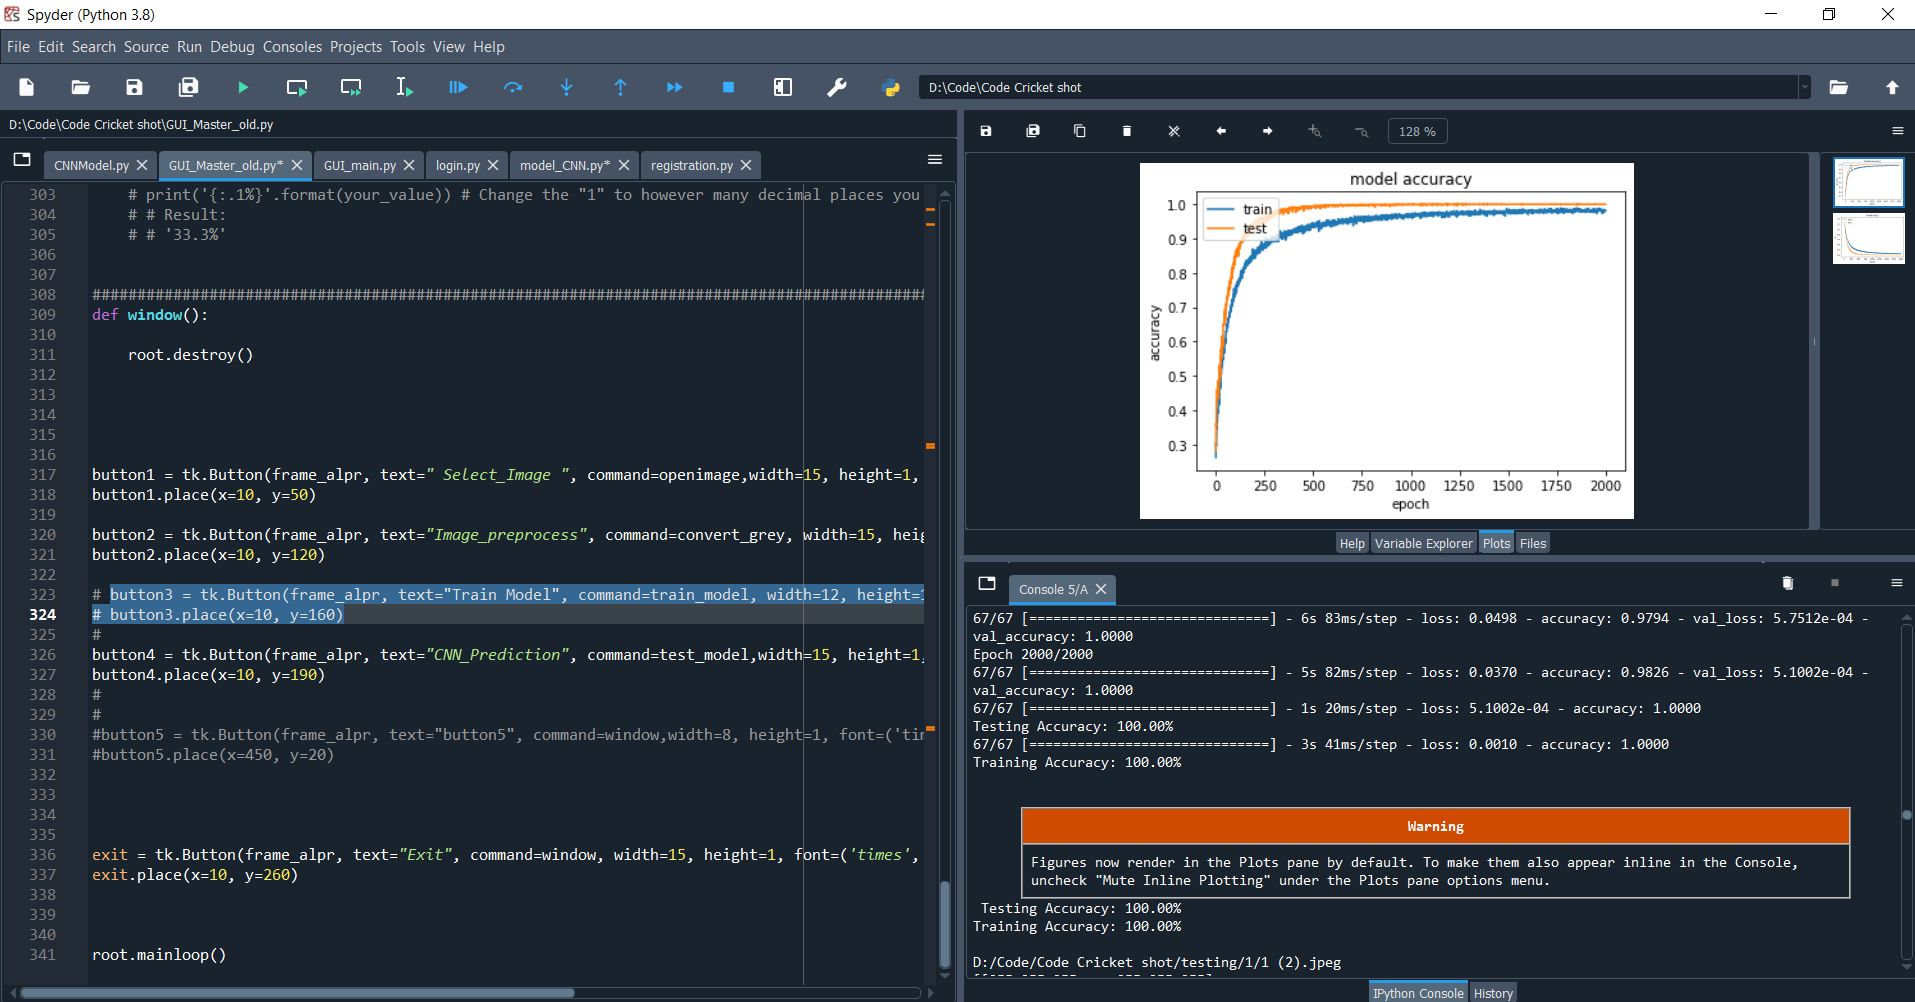 Spyder (Python 3.8)
File Edit Search Source Run Debug Consoles Projects Tools View Help
D:\Code\Code Cricket shot
D:\Code\Code Cricket shot\GUI_Master_old.py
CNNModel.py GUI_Master_old.py* GUI_main.py login.py model_CNN.py* registration.py
303 # print('{:.1%}'.format(your_value)) # Change the "1" to however many decimal places you
304 # # Result:
305 # # '33.3%'
306
307
308 ############################################################################################
309 def window():
310
311 root.destroy()
312
313
314
315
316
317 button1 = tk.Button(frame_alpr, text=" Select_Image ", command=openimage,width=15, height=1,
318 button1.place(x=10, y=50)
319
320 button2 = tk.Button(frame_alpr, text="Image_preprocess", command=convert_grey, width=15, heig
321 button2.place(x=10, y=120)
322
323 # button3 = tk.Button(frame_alpr, text="Train Model", command=train_model, width=12, height=1
324 # button3.place(x=10, y=160)
325 #
326 button4 = tk.Button(frame_alpr, text="CNN_Prediction", command=test_model,width=15, height=1,
327 button4.place(x=10, y=190)
328 #
329 #
330 #button5 = tk.Button(frame_alpr, text="button5", command=window,width=8, height=1, font=('tim
331 #button5.place(x=450, y=20)
332
333
334
335
336 exit = tk.Button(frame_alpr, text="Exit", command=window, width=15, height=1, font=('times',
337 exit.place(x=10, y=260)
338
339
340
341 root.mainloop()
128 %
model accuracy
train
test
1.0
0.9
0.8
0.7
0.6
0.5
0.4
0.3
accuracy
0 250 500 750 1000 1250 1500 1750 2000
epoch
Help Variable Explorer Plots Files
Console 5/A
67/67 [==============================] - 6s 83ms/step - loss: 0.0498 - accuracy: 0.9794 - val_loss: 5.7512e-04 -
val_accuracy: 1.0000
Epoch 2000/2000
67/67 [==============================] - 5s 82ms/step - loss: 0.0370 - accuracy: 0.9826 - val_loss: 5.1002e-04 -
val_accuracy: 1.0000
67/67 [==============================] - 1s 20ms/step - loss: 5.1002e-04 - accuracy: 1.0000
Testing Accuracy: 100.00%
67/67 [==============================] - 3s 41ms/step - loss: 0.0010 - accuracy: 1.0000
Training Accuracy: 100.00%
Warning
Figures now render in the Plots pane by default. To make them also appear inline in the Console,
uncheck "Mute Inline Plotting" under the Plots pane options menu.
Testing Accuracy: 100.00%
Training Accuracy: 100.00%
D:/Code/Code Cricket shot/testing/1/1 (2).jpeg
IPython Console History